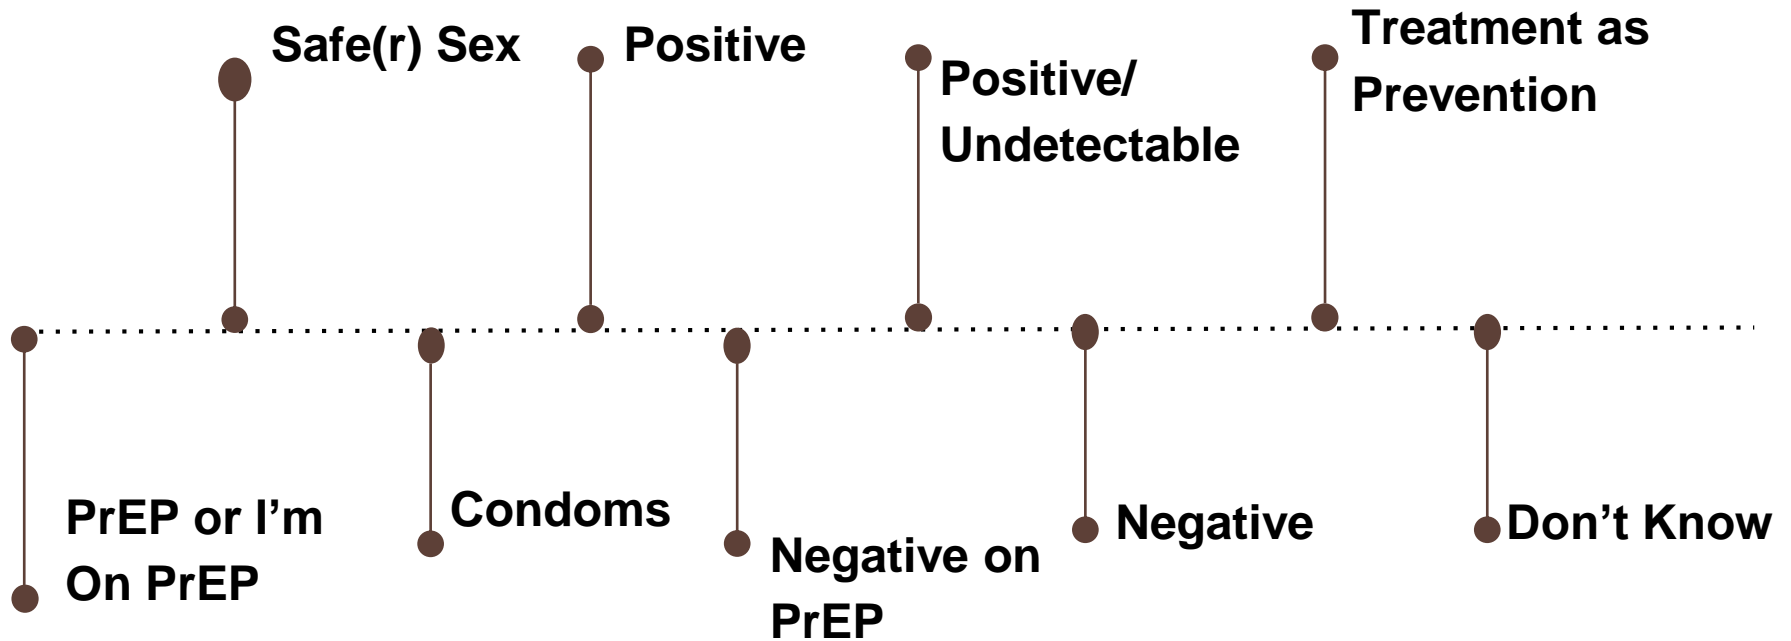 Safe(r) Sex
Positive
Positive/
Undetectable
Treatment as
Prevention
PrEP or I’m
On PrEP
Condoms
Negative on
PrEP
Negative
Don’t Know